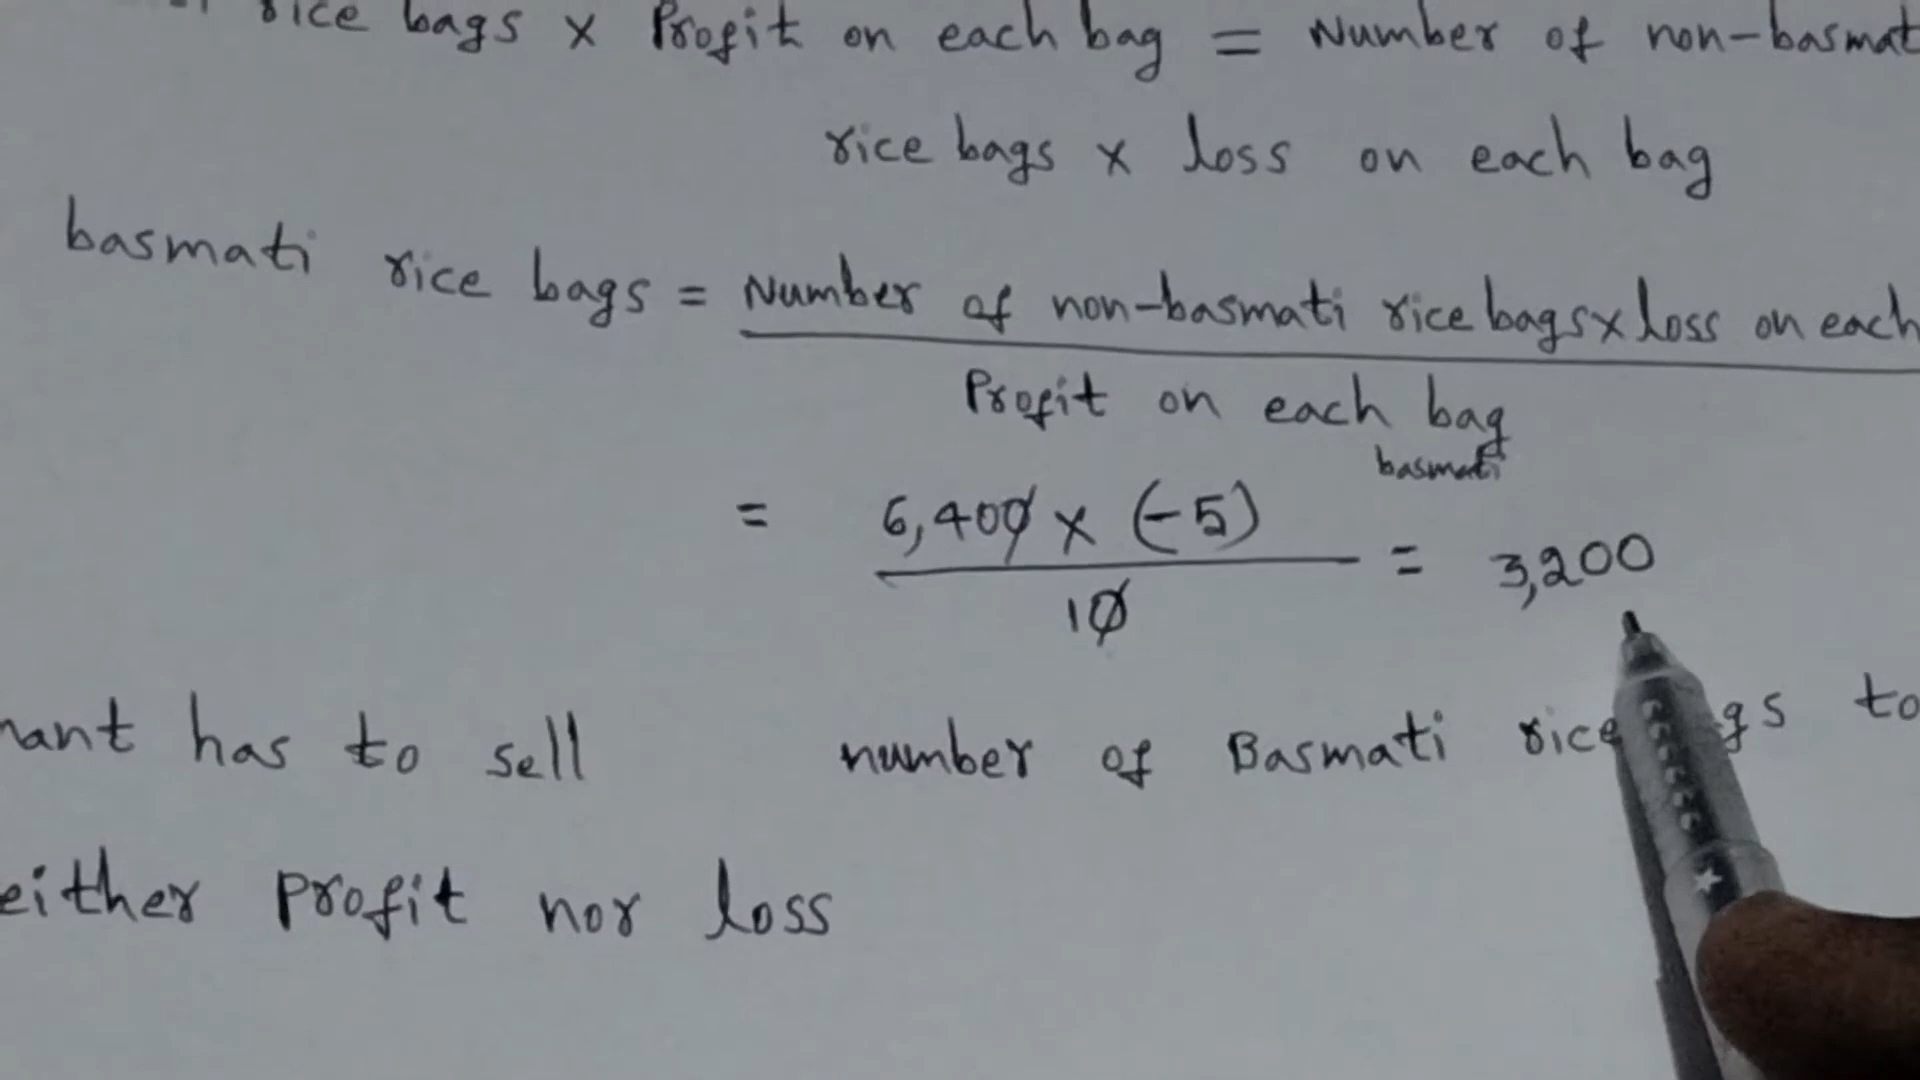 rice bags x Profit on each bag = Number of non-basmat
rice bags x loss on each bag
basmati rice bags = Number of non-basmati rice bags x loss on each
Profit on each bag
basmati
= 6,400 x (-5) = 3,200
10
has to sell number of Basmati rice to
either profit nor loss